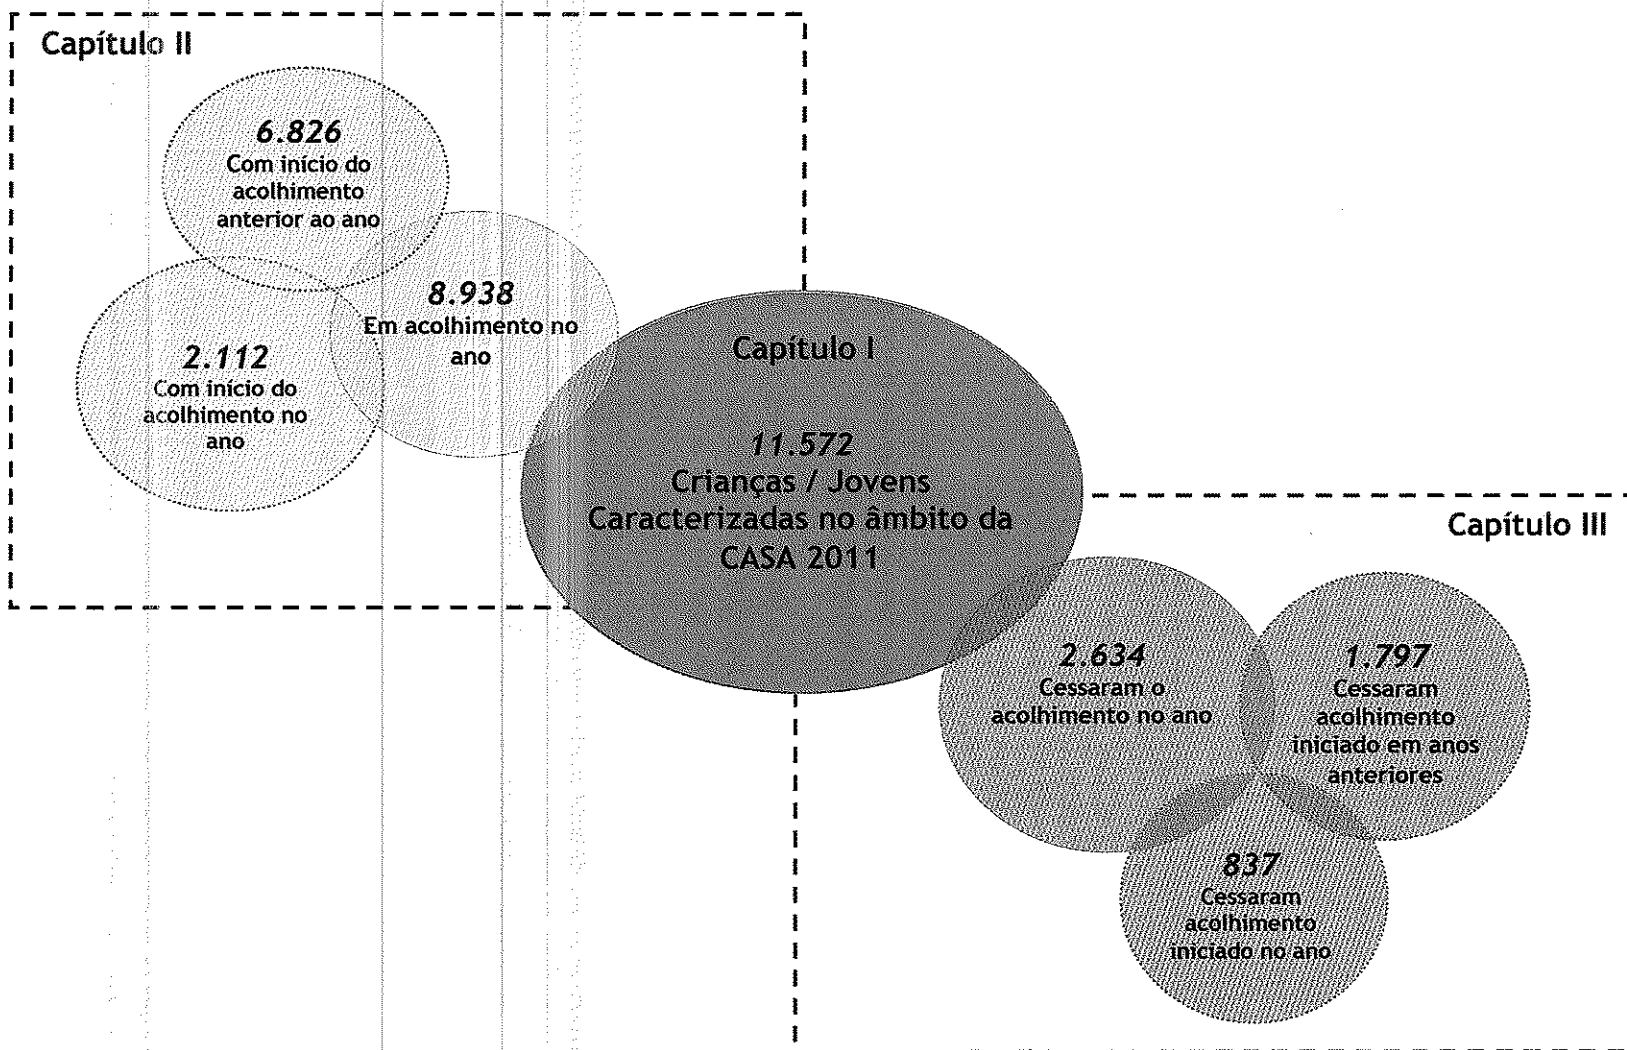 Capítulo II
6.826
Com início do
acolhimento
anterior ao ano
8.938
Em acolhimento no
ano
2.112
Com início do
acolhimento no
ano
Capítulo I
11.572
Crianças / Jovens
Caracterizadas no âmbito da
CASA 2011
Capítulo III
2.634
Cessaram o
acolhimento no ano
1.797
Cessaram
acolhimento
iniciado em anos
anteriores
837
Cessaram
acolhimento
iniciado no ano